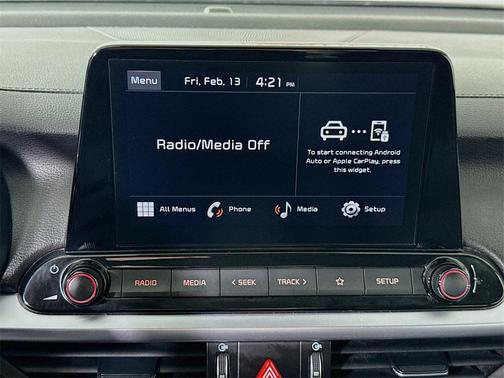 Menu Fri, Feb. 13 4:21 PM
Radio/Media Off
To start connecting Android
Auto or Apple CarPlay, press
this widget.
All Menus Phone Media Setup
RADIO MEDIA < SEEK TRACK > SETUP